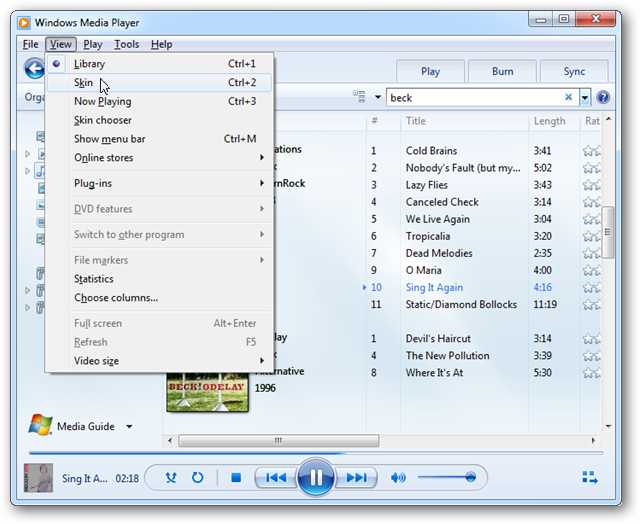 Windows Media Player
File View Play Tools Help
Library Ctrl+1
Skin Ctrl+2
Now Playing Ctrl+3
Skin chooser
Show menu bar Ctrl+M
Online stores
Plug-ins
DVD features
Switch to other program
File markers
Statistics
Choose columns...
Full screen Alt+Enter
Refresh F5
Video size
Play Burn Sync
Orga
beck
# Title Length Rat
1 Cold Brains 3:41
2 Nobody's Fault (but my... 5:02
3 Lazy Flies 3:43
4 Canceled Check 3:14
5 We Live Again 3:04
6 Tropicalia 3:20
7 Dead Melodies 2:35
9 O Maria 4:00
10 Sing It Again 4:16
11 Static/Diamond Bollocks 11:19
1 Devil's Haircut 3:14
4 The New Pollution 3:39
8 Where It's At 5:30
1996
BECK! ODELAY
Media Guide
Sing It A... 02:18